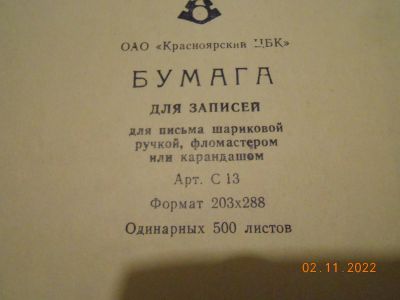 ОАО «Красноярский ЦБК»
БУМАГА
ДЛЯ ЗАПИСЕЙ
для письма шариковой
ручкой, фломастером
или карандашом
Арт. С 13
Формат 203х288
Одинарных 500 листов
02.11.2022